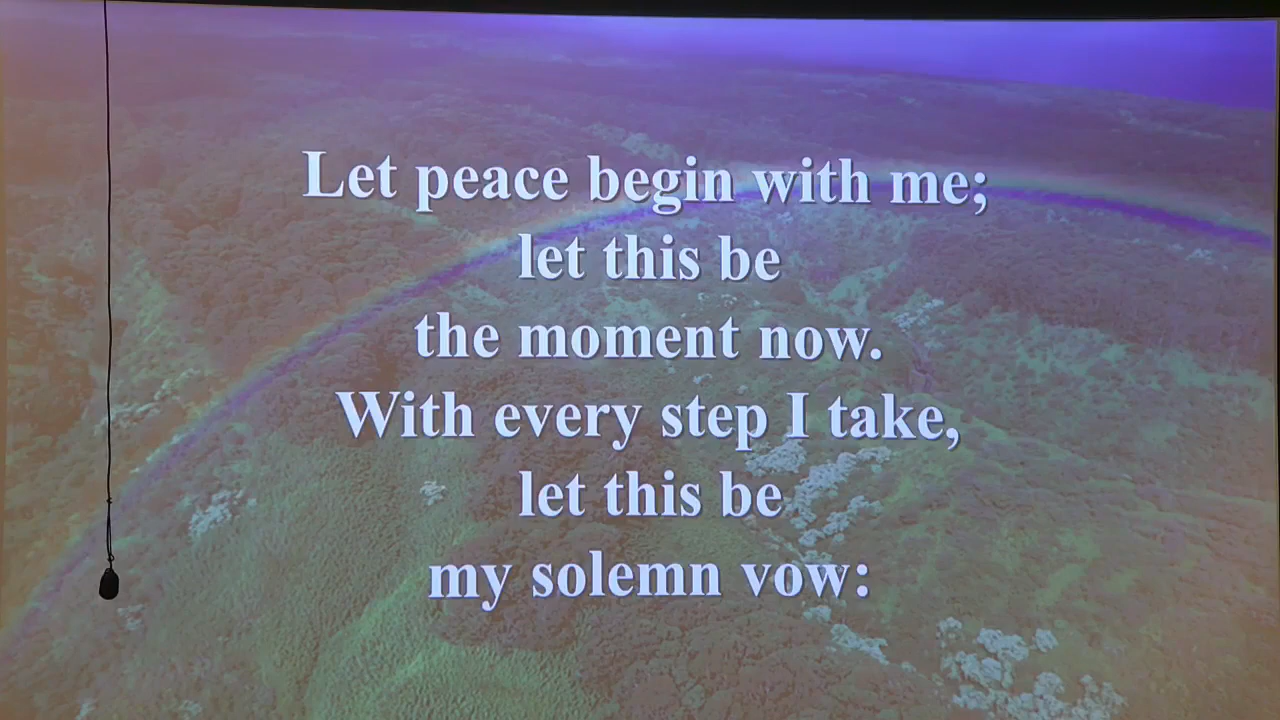 Let peace begin with me;
let this be
the moment now.
With every step I take,
let this be
my solemn vow: